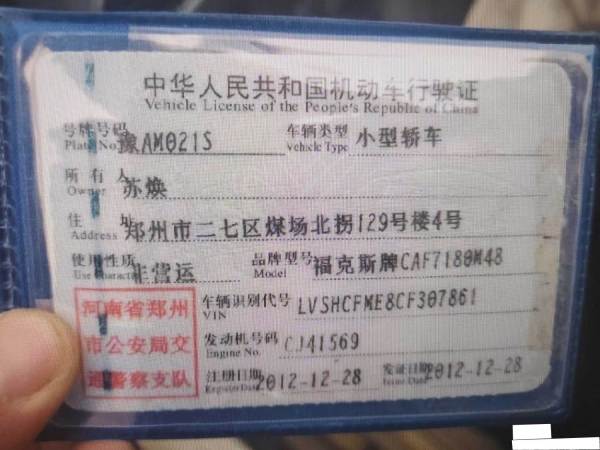 中华人民共和国机动车行驶证
Vehicle License of the People's Republic of China
号牌号码 豫AM021S 车辆类型 小型轿车
Plate No. Vehicle Type
所有人 苏焕
Owner
住址 郑州市二七区煤场北拐129号楼4号
Address
使用性质 非营运 品牌型号 福克斯牌CAF7180M48
Use Character Model
车辆识别代号 LVSHCFME8CF307861
VIN
发动机号码 CJ41569
Engine No.
注册日期 2012-12-28 发证日期 2012-12-28
Register Date Issue Date
河南省郑州
市公安局交
通警察支队